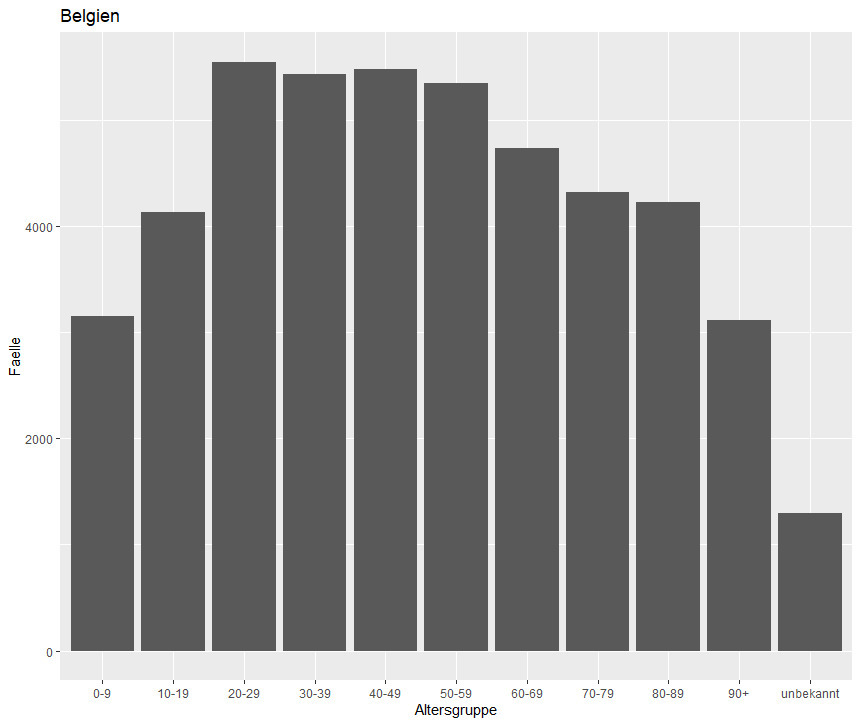 Belgien
Faelle
4000
2000
0
0-9 10-19 20-29 30-39 40-49 50-59 60-69 70-79 80-89 90+ unbekannt
Altersgruppe